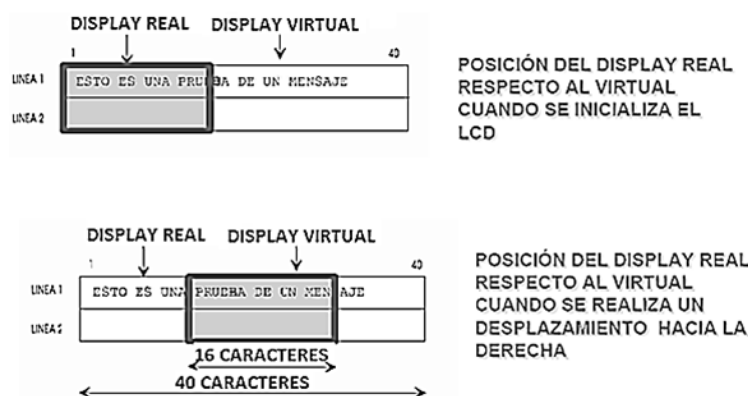 DISPLAY REAL DISPLAY VIRTUAL
1 40
LINEA 1 ESTO ES UNA PRUEBA DE UN MENSAJE
LINEA 2
POSICIÓN DEL DISPLAY REAL
RESPECTO AL VIRTUAL
CUANDO SE INICIALIZA EL
LCD
DISPLAY REAL DISPLAY VIRTUAL
1 40
LINEA 1 ESTO ES UNA PRUEBA DE UN MENSAJE
LINEA 2
16 CARACTERES
40 CARACTERES
POSICIÓN DEL DISPLAY REAL
RESPECTO AL VIRTUAL
CUANDO SE REALIZA UN
DESPLAZAMIENTO HACIA LA
DERECHA